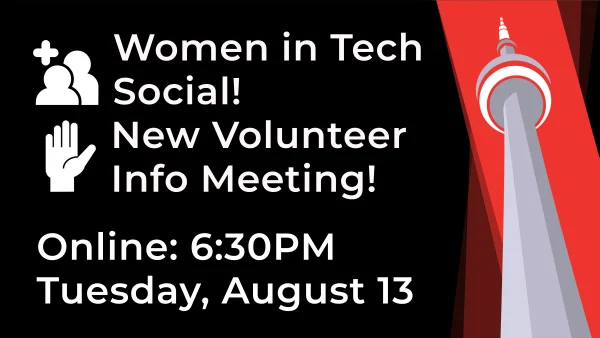 Women in Tech
Social!
New Volunteer
Info Meeting!
Online: 6:30PM
Tuesday, August 13